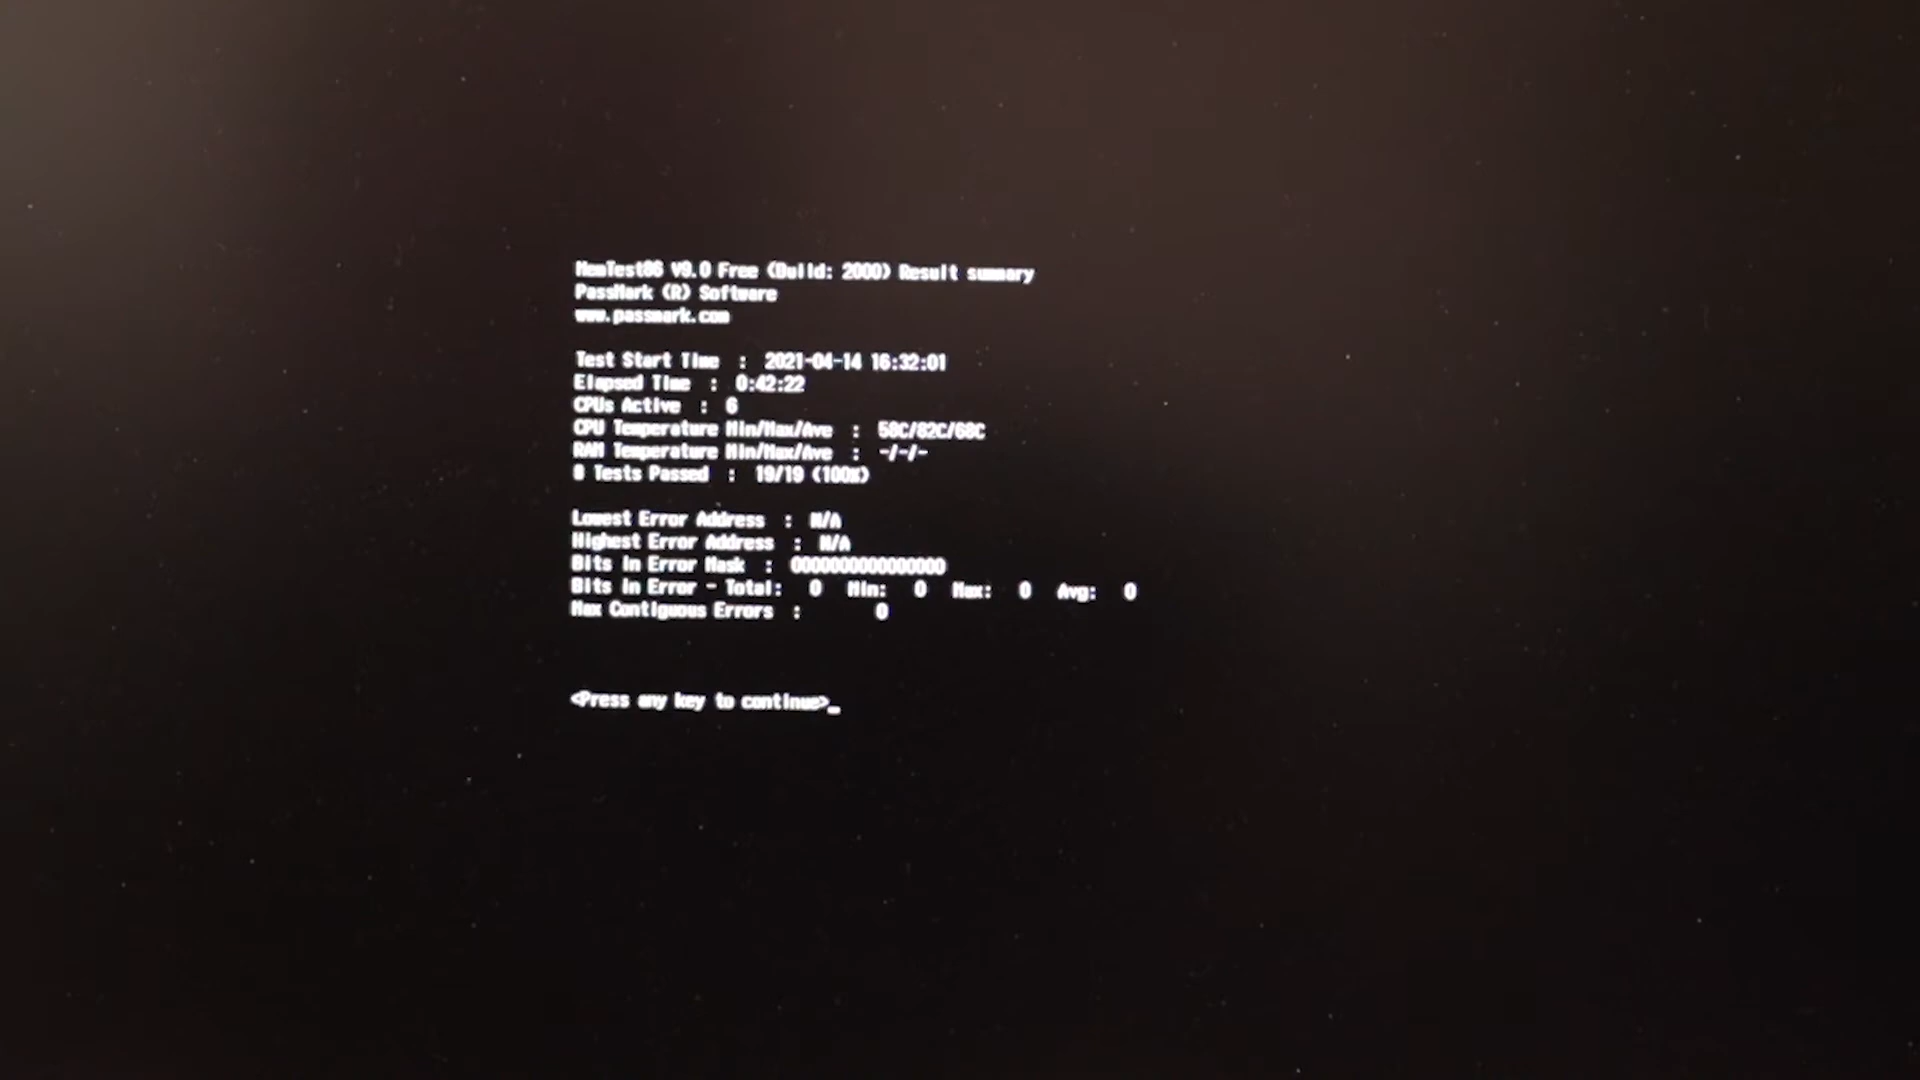 MemTest86 V9.0 Free (Build: 2000) Result summary
PassMark (R) Software
www.passmark.com
Test Start Time : 2021-04-14 16:32:01
Elapsed Time : 0:42:22
CPUs Active : 6
CPU Temperature Min/Max/Ave : 58C/82C/68C
RAM Temperature Min/Max/Ave : -/-/-
# Tests Passed : 19/19 (100%)
Lowest Error Address : N/A
Highest Error Address : N/A
Bits in Error Mask : 0000000000000000
Bits in Error - Total: 0 Min: 0 Max: 0 Avg: 0
Max Contiguous Errors : 0
<Press any key to continue>_